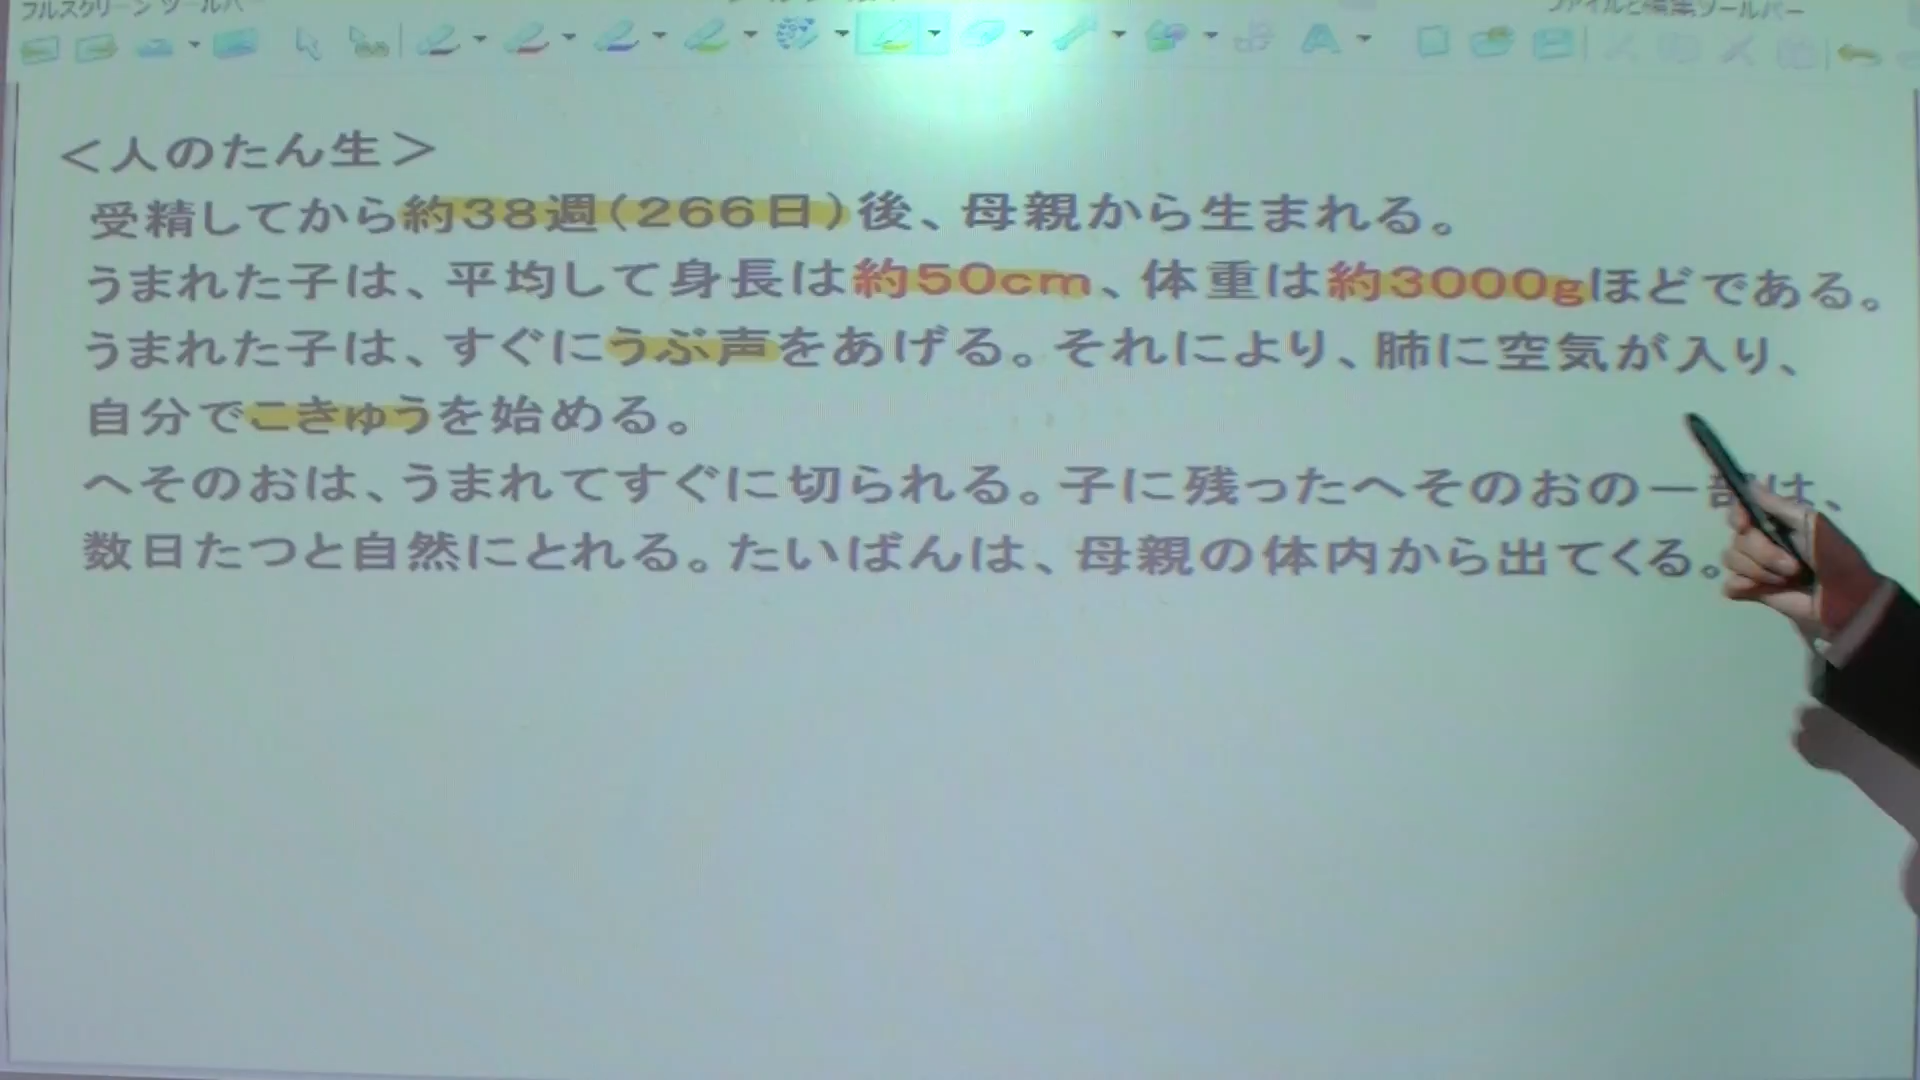 フルスクリーン ツールバー
ファイルと編集ツールバー
＜人のたん生＞
受精してから約38週（266日）後、母親から生まれる。
うまれた子は、平均して身長は約50cm、体重は約3000gほどである。
うまれた子は、すぐにうぶ声をあげる。それにより、肺に空気が入り、
自分でこきゅうを始める。
へそのおは、うまれてすぐに切られる。子に残ったへそのおの一部は、
数日たつと自然にとれる。たいばんは、母親の体内から出てくる。